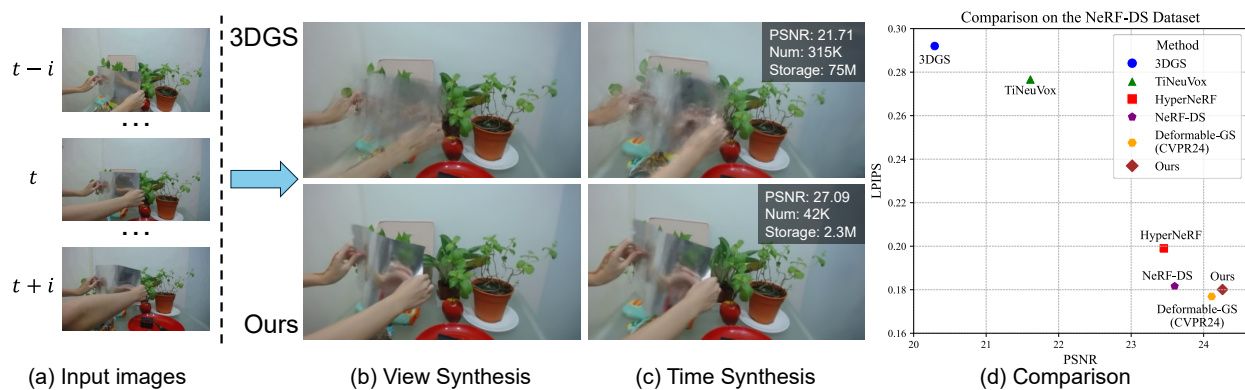 t − i
...
t
...
t + i
3DGS
Ours
PSNR: 21.71
Num: 315K
Storage: 75M
PSNR: 27.09
Num: 42K
Storage: 2.3M
Comparison on the NeRF-DS Dataset
Method
3DGS
TiNeuVox
HyperNeRF
NeRF-DS
Deformable-GS
(CVPR24)
Ours
3DGS
TiNeuVox
HyperNeRF
NeRF-DS
Ours
Deformable-GS
(CVPR24)
LPIPS
0.30
0.28
0.26
0.24
0.22
0.20
0.18
0.16
20 21 22 23 24
PSNR
(a) Input images (b) View Synthesis (c) Time Synthesis (d) Comparison